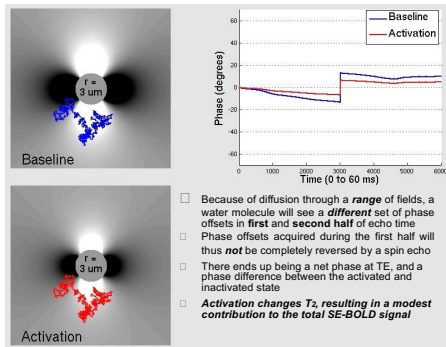 r =
3 um
Baseline
r =
3 um
Activation
Baseline
Activation
Phase (degrees)
60
40
20
0
-20
-40
-60
0 1000 2000 3000 4000 5000 6000
Time (0 to 60 ms)
Because of diffusion through a range of fields, a
water molecule will see a different set of phase
offsets in first and second half of echo time
Phase offsets acquired during the first half will
thus not be completely reversed by a spin echo
There ends up being a net phase at TE, and a
phase difference between the activated and
inactivated state
Activation changes T2, resulting in a modest
contribution to the total SE-BOLD signal